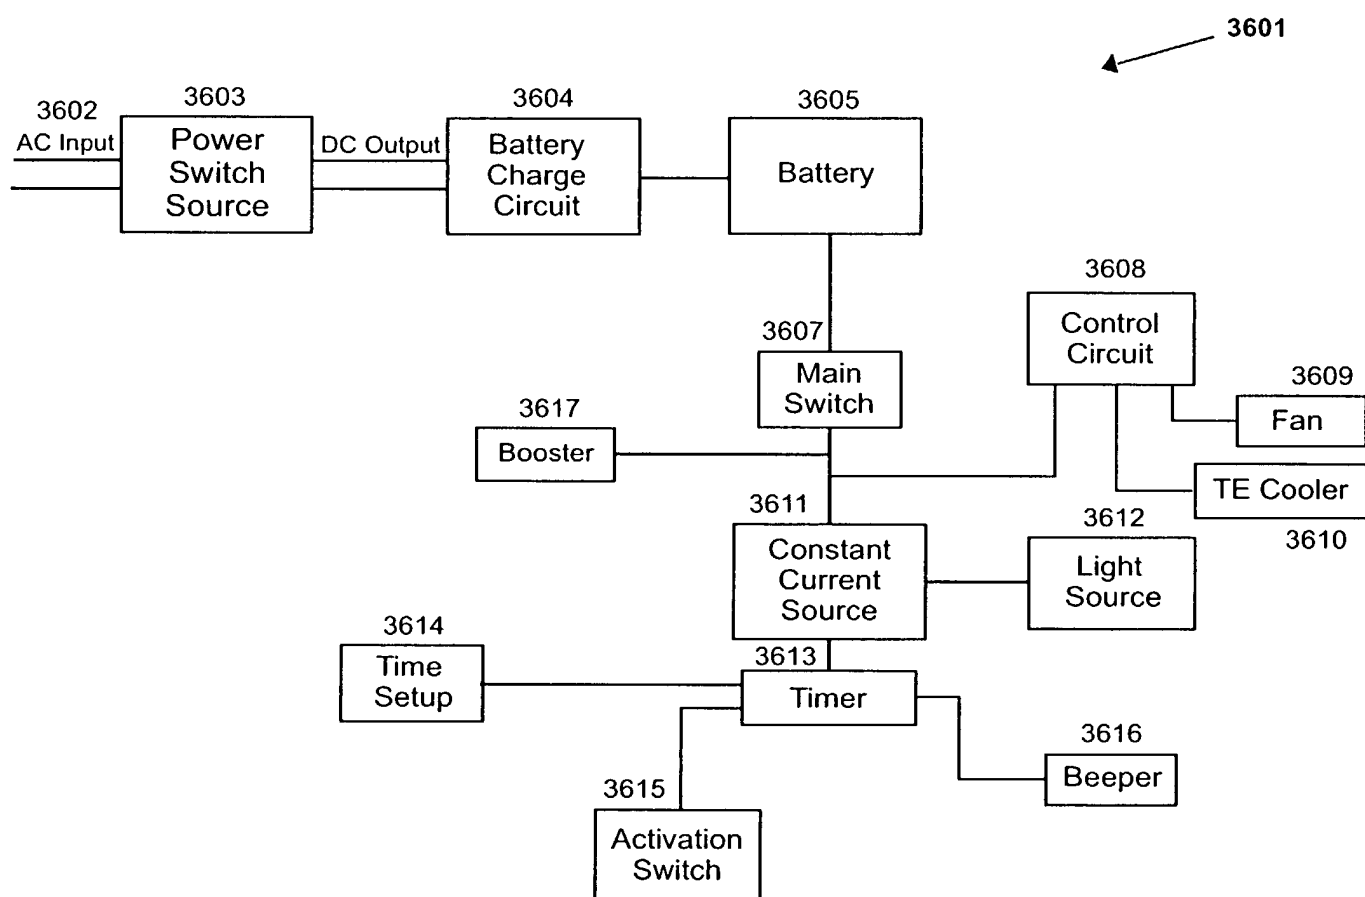 3601
3602
AC Input
3603
Power
Switch
Source
DC Output
3604
Battery
Charge
Circuit
3605
Battery
3607
Main
Switch
3608
Control
Circuit
3609
Fan
TE Cooler
3610
3617
Booster
3611
Constant
Current
Source
3612
Light
Source
3614
Time
Setup
3613
Timer
3616
Beeper
3615
Activation
Switch